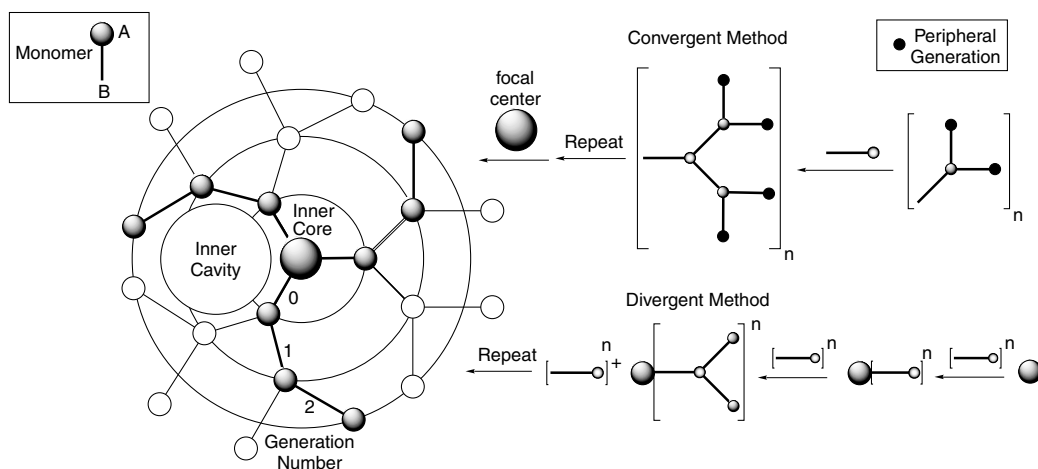 Monomer
A
B
Convergent Method
Peripheral
Generation
focal
center
Repeat
n
n
Inner
Core
Inner
Cavity
0
1
2
Generation
Number
Divergent Method
Repeat
n
+
n
n
n
n